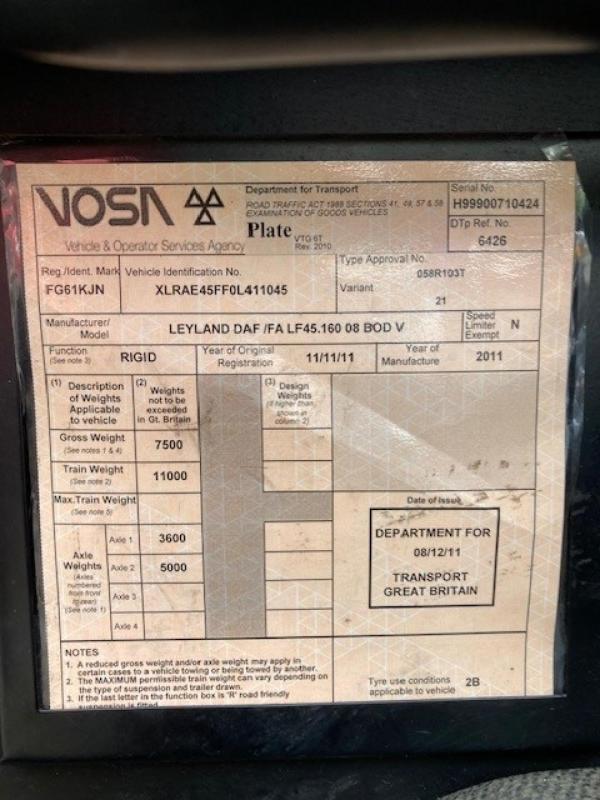 VOSA
Vehicle & Operator Services Agency
Department for Transport
ROAD TRAFFIC ACT 1988 SECTIONS 41, 49, 57 & 58
EXAMINATION OF GOODS VEHICLES
Plate VTG 6T
Rev. 2010
Serial No.
H99900710424
DTp Ref. No.
6426
Reg./Ident. Mark
FG61KJN
Vehicle Identification No.
XLRAE45FF0L411045
Type Approval No.
058R103T
Variant
21
Manufacturer/
Model
LEYLAND DAF /FA LF45.160 08 BOD V
Speed
Limiter
Exempt
N
Function
(See note 3)
RIGID
Year of Original
Registration
11/11/11
Year of
Manufacture
2011
(1) Description
of Weights
Applicable
to vehicle
(2) Weights
not to be
exceeded
in Gt. Britain
(3) Design
Weights
(if higher than
shown in
column 2)
Gross Weight
(See notes 1 & 4)
7500
Train Weight
(See note 2)
11000
Max.Train Weight
(See note 5)
Axle
Weights
(Axles
numbered
from front
to rear)
(See note 1)
Axle 1
3600
Axle 2
5000
Axle 3
Axle 4
Date of Issue
DEPARTMENT FOR
08/12/11
TRANSPORT
GREAT BRITAIN
NOTES
1. A reduced gross weight and/or axle weight may apply in
certain cases to a vehicle towing or being towed by another.
2. The MAXIMUM permissible train weight can vary depending on
the type of suspension and trailer drawn.
3. If the last letter in the function box is 'R' road friendly
suspension is fitted
Tyre use conditions
applicable to vehicle
2B